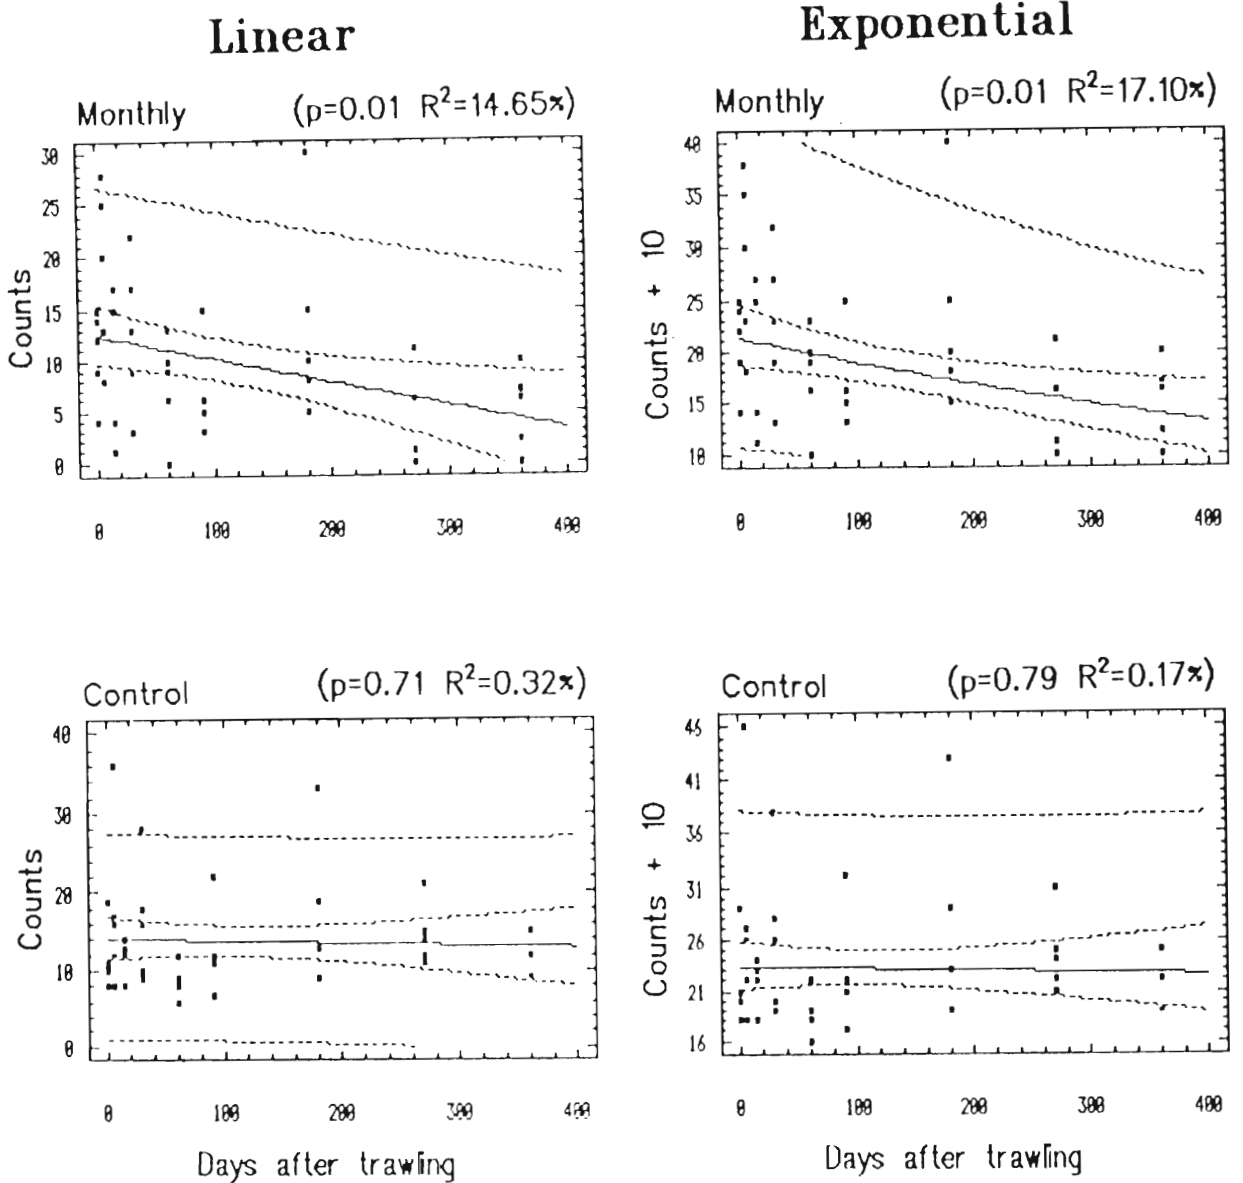 Linear
Exponential
Monthly (p=0.01 R²=14.65%)
Monthly (p=0.01 R²=17.10%)
Counts
30
25
20
15
10
5
0
0 100 200 300 400
Counts + 10
40
35
30
25
20
15
10
0 100 200 300 400
Control (p=0.71 R²=0.32%)
Control (p=0.79 R²=0.17%)
Counts
40
30
20
10
0
0 100 200 300 400
Days after trawling
Counts + 10
46
41
36
31
26
21
16
0 100 200 300 400
Days after trawling